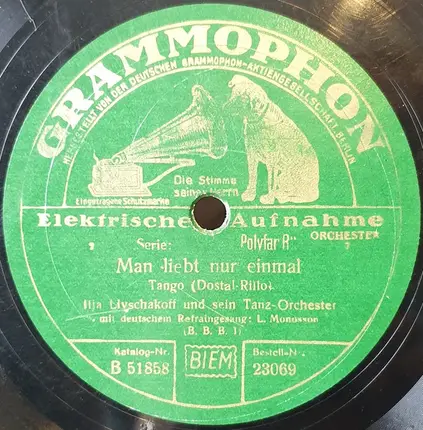 GRAMMOPHON
HERGESTELLT VON DER DEUTSCHEN GRAMMOPHON-AKTIENGESELLSCHAFT BERLIN
Die Stimme
seines Herrn
Eingetragene Schutzmarke
Elektrische Aufnahme
Serie: "Polyfar R"
ORCHESTER
Man liebt nur einmal
Tango (Dostal-Rillo)
Ilja Livschakoff und sein Tanz-Orchester
mit deutschem Refraingesang: L. Monosson
(B. B. B. 1)
Katalog-Nr. BIEM Bestell-N
B 51858 23069